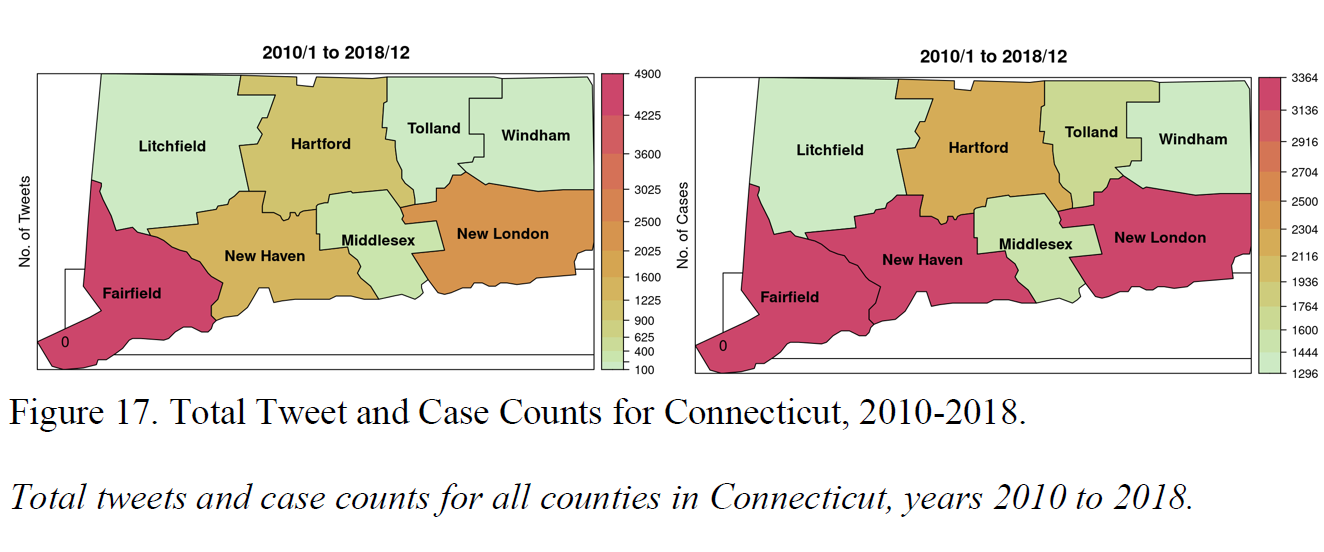 2010/1 to 2018/12
No. of Tweets
Litchfield
Hartford
Tolland
Windham
New Haven
Middlesex
New London
Fairfield
0
4900
4225
3600
3025
2500
2025
1600
1225
900
625
400
100
2010/1 to 2018/12
No. of Cases
Litchfield
Hartford
Tolland
Windham
New Haven
Middlesex
New London
Fairfield
0
3364
3136
2916
2704
2500
2304
2116
1936
1764
1600
1444
1296
Figure 17. Total Tweet and Case Counts for Connecticut, 2010-2018.
Total tweets and case counts for all counties in Connecticut, years 2010 to 2018.